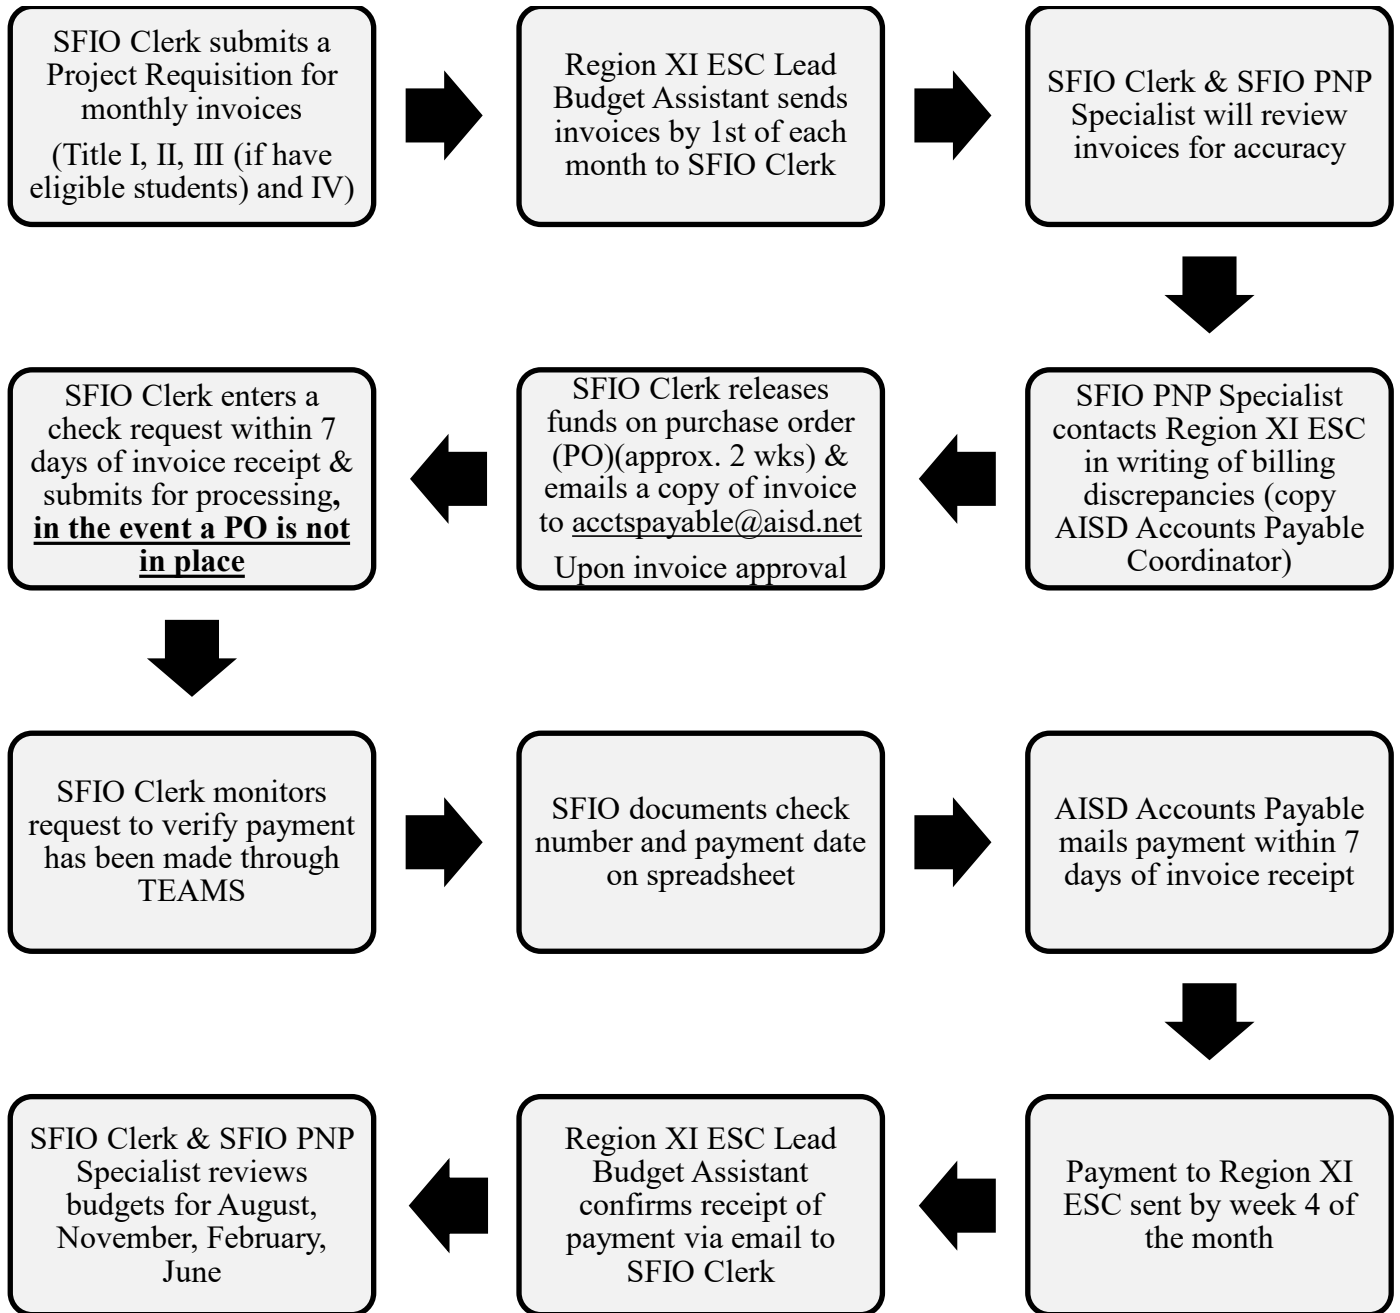 SFIO Clerk submits a
Project Requisition for
monthly invoices
(Title I, II, III (if have
eligible students) and IV)
Region XI ESC Lead
Budget Assistant sends
invoices by 1st of each
month to SFIO Clerk
SFIO Clerk & SFIO PNP
Specialist will review
invoices for accuracy
SFIO PNP Specialist
contacts Region XI ESC
in writing of billing
discrepancies (copy
AISD Accounts Payable
Coordinator)
SFIO Clerk releases
funds on purchase order
(PO)(approx. 2 wks) &
emails a copy of invoice
to acctspayable@aisd.net
Upon invoice approval
SFIO Clerk enters a
check request within 7
days of invoice receipt &
submits for processing,
in the event a PO is not
in place
SFIO Clerk monitors
request to verify payment
has been made through
TEAMS
SFIO documents check
number and payment date
on spreadsheet
AISD Accounts Payable
mails payment within 7
days of invoice receipt
Payment to Region XI
ESC sent by week 4 of
the month
Region XI ESC Lead
Budget Assistant
confirms receipt of
payment via email to
SFIO Clerk
SFIO Clerk & SFIO PNP
Specialist reviews
budgets for August,
November, February,
June